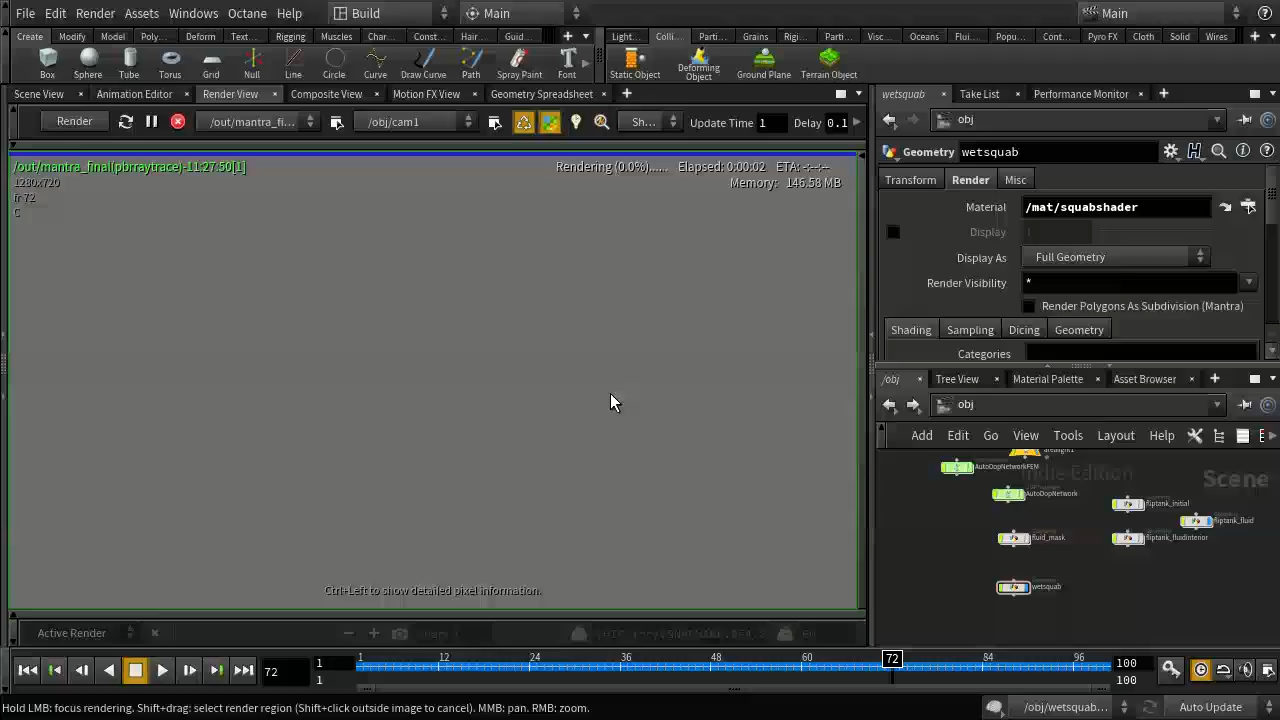 File Edit Render Assets Windows Octane Help Build Main Main
Create Modify Model Poly... Deform Text... Rigging Muscles Char... Const... Hair... Guid... Light... Colli... Parti... Grains Rigi... Parti... Visc... Oceans Flui... Popu... Cont... Pyro FX Cloth Solid Wires
Box Sphere Tube Torus Grid Null Line Circle Curve Draw Curve Path Spray Paint Font Static Object Deforming Object Ground Plane Terrain Object
Scene View Animation Editor Render View Composite View Motion FX View Geometry Spreadsheet
wetsquab Take List Performance Monitor
Render /out/mantra_fi... /obj/cam1 Sh... Update Time 1 Delay 0.1
obj
Geometry wetsquab
/out/mantra_final(pbrraytrace)-11:27:50[1]
1280x720
fr 72
C
Rendering (0.0%)...... Elapsed: 0:00:02 ETA: -:--:--
Memory: 146.58 MB
Transform Render Misc
Material /mat/squabshader
Display 1
Display As Full Geometry
Render Visibility *
Render Polygons As Subdivision (Mantra)
Shading Sampling Dicing Geometry
Categories
/obj Tree View Material Palette Asset Browser
obj
Add Edit Go View Tools Layout Help
Indie Edition
Scene
arealight1
AutoDopNetworkFEM
AutoDopNetwork
fliptank_initial
fliptank_fluid
fluid_mask
fliptank_fluidinterior
wetsquab
Ctrl+Left to show detailed pixel information.
Active Render
72 1 1 1 12 24 36 48 60 72 84 96 100 100
Hold LMB: focus rendering. Shift+drag: select render region (Shift+click outside image to cancel). MMB: pan. RMB: zoom.
/obj/wetsquab... Auto Update